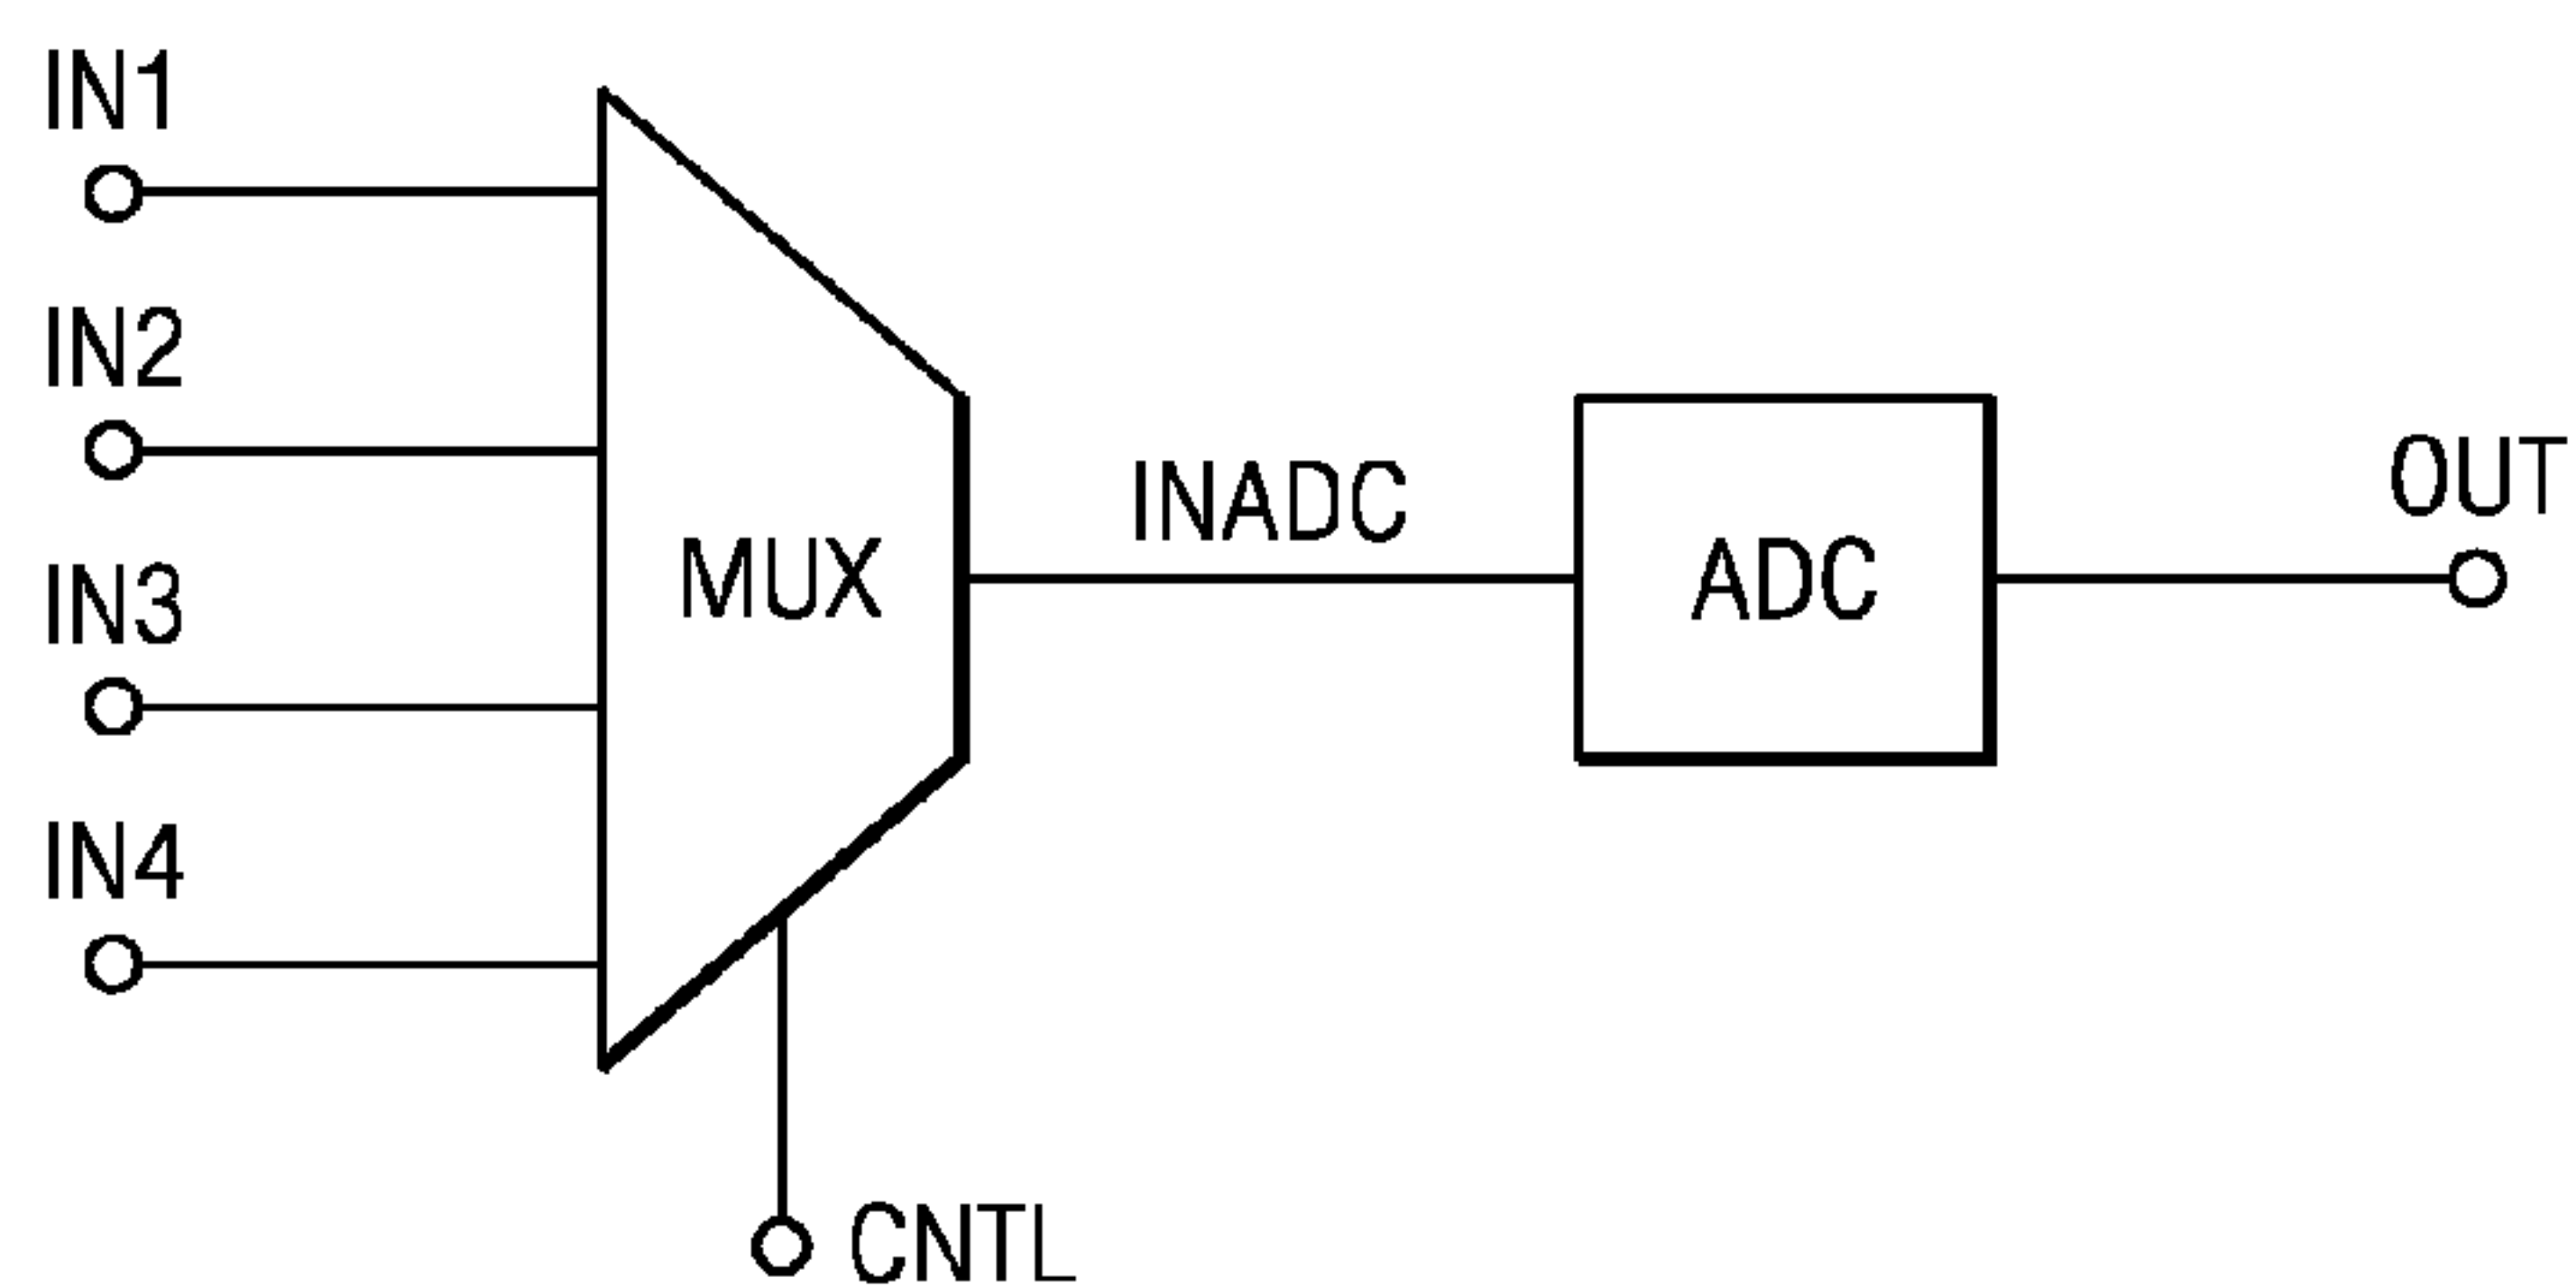 IN1
IN2
IN3
IN4
MUX
INADC
ADC
OUT
CNTL